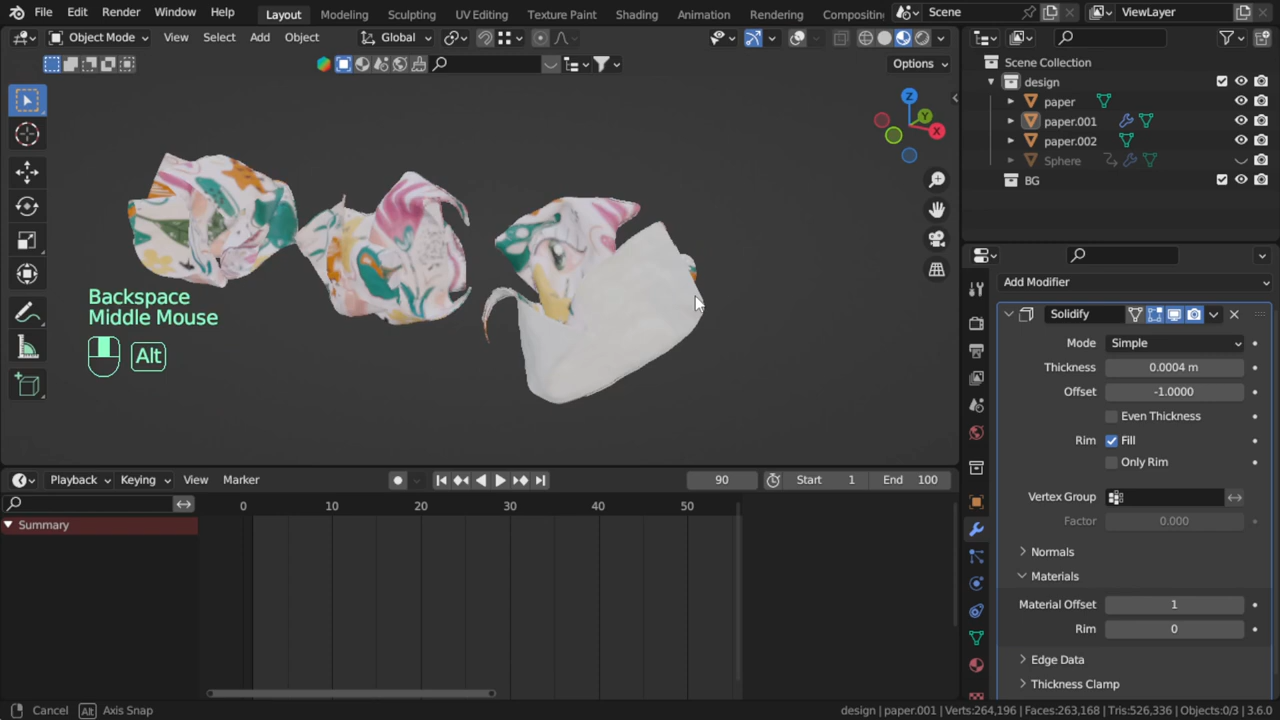 File Edit Render Window Help Layout Modeling Sculpting UV Editing Texture Paint Shading Animation Rendering Compositin Scene ViewLayer
Object Mode View Select Add Object Global
Options
Scene Collection
design
paper
paper.001
paper.002
Sphere
BG
Z
Y
X
Backspace
Middle Mouse
Alt
Add Modifier
Solidify
Mode Simple
Thickness 0.0004 m
Offset -1.0000
Even Thickness
Rim Fill
Only Rim
Vertex Group
Factor 0.000
Normals
Materials
Material Offset 1
Rim 0
Edge Data
Thickness Clamp
Playback Keying View Marker 90 Start 1 End 100
0 10 20 30 40 50
Summary
Cancel Alt Axis Snap design | paper.001 | Verts:264,196 | Faces:263,168 | Tris:526,336 | Objects:0/3 | 3.6.0